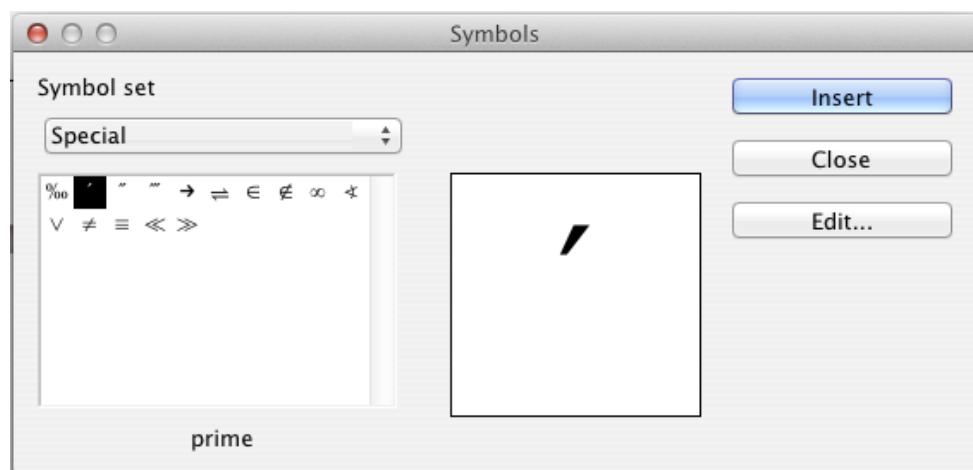 Symbols
Symbol set
Special
‰ ′ ″ ‴ → ⇌ ∈ ∉ ∞ ∢
∨ ≠ ≡ ≪ ≫
′
prime
Insert
Close
Edit...